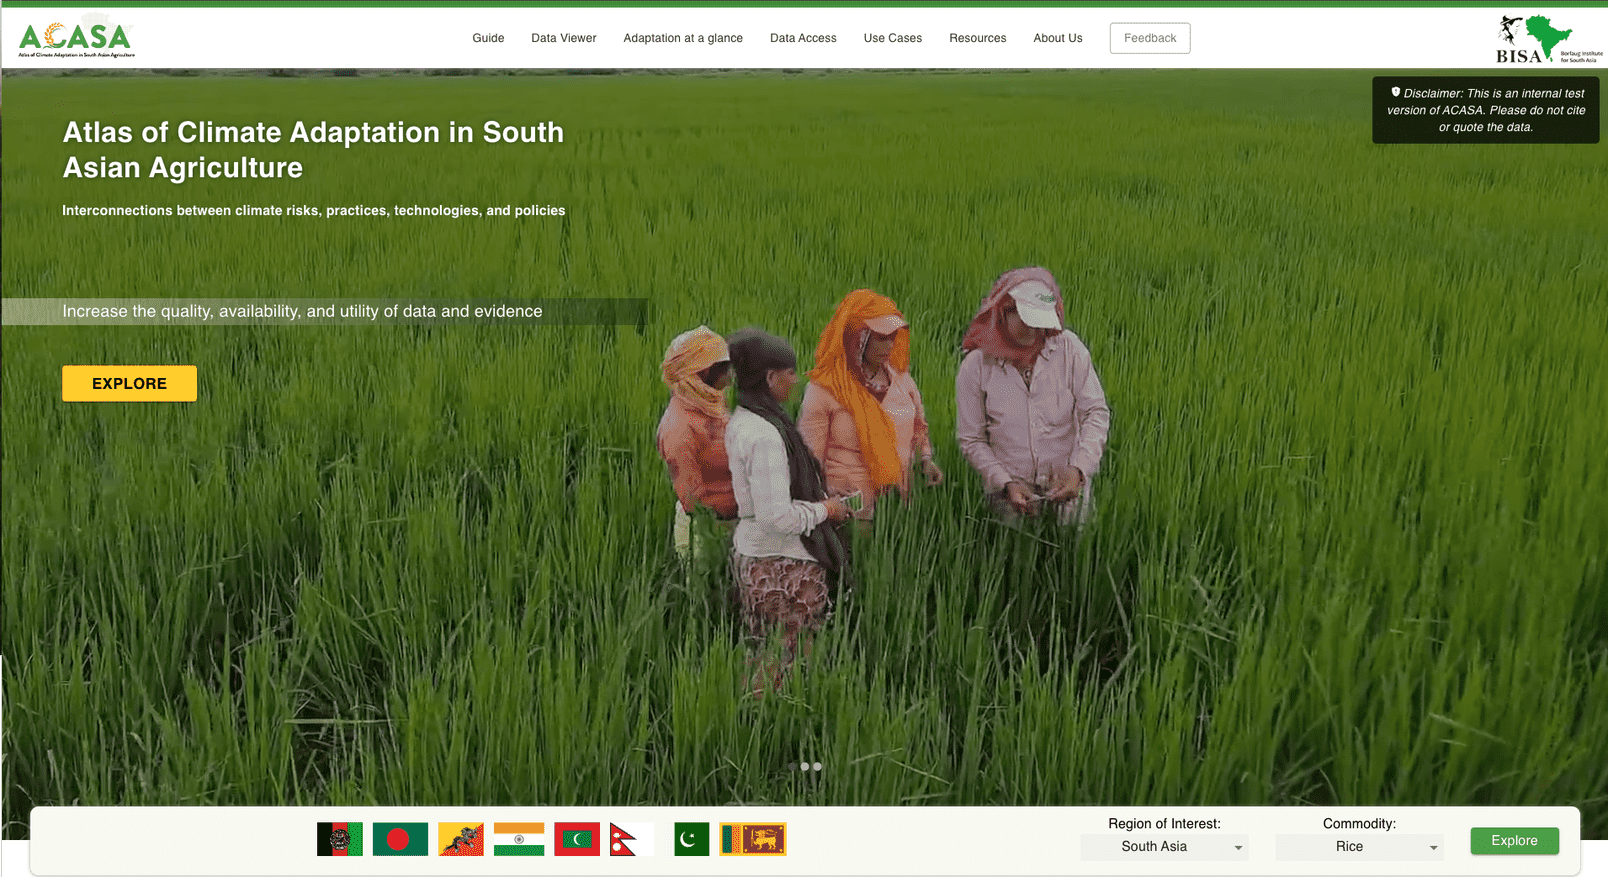 ACASA
Atlas of Climate Adaptation in South Asian Agriculture
Guide
Data Viewer
Adaptation at a glance
Data Access
Use Cases
Resources
About Us
Feedback
BISA
Borlaug Institute
for South Asia
Disclaimer: This is an internal test
version of ACASA. Please do not cite
or quote the data.
Atlas of Climate Adaptation in South
Asian Agriculture
Interconnections between climate risks, practices, technologies, and policies
Increase the quality, availability, and utility of data and evidence
EXPLORE
Region of Interest:
South Asia
Commodity:
Rice
Explore